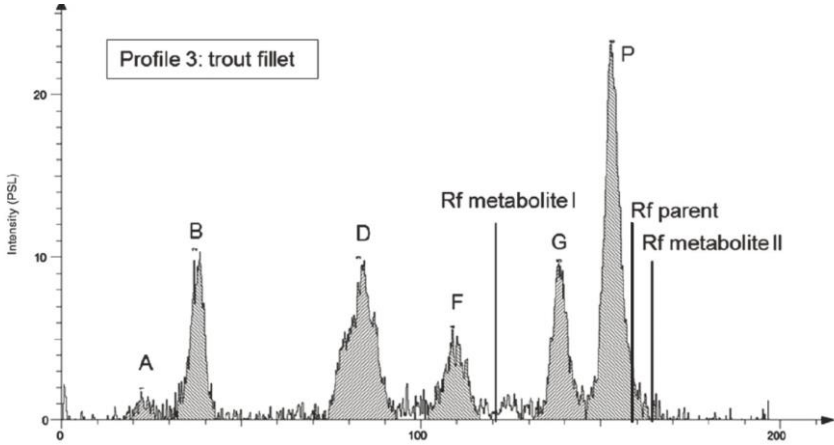 Profile 3: trout fillet
P
20
Rf metabolite I
Rf parent
B
D
G
Rf metabolite II
Intensity (PSL)
10
F
A
0
0
100
200